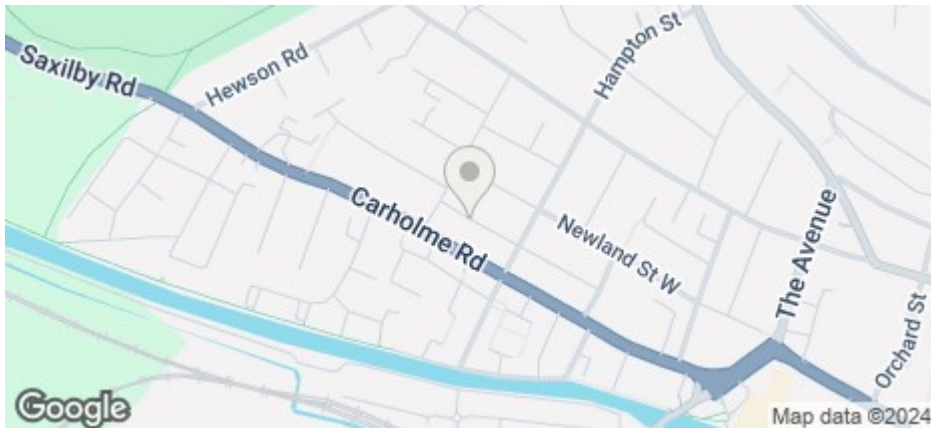 Saxilby Rd
Hewson Rd
Hampton St
Carholme Rd
Newland St W
The Avenue
Orchard St
Google
Map data ©2024